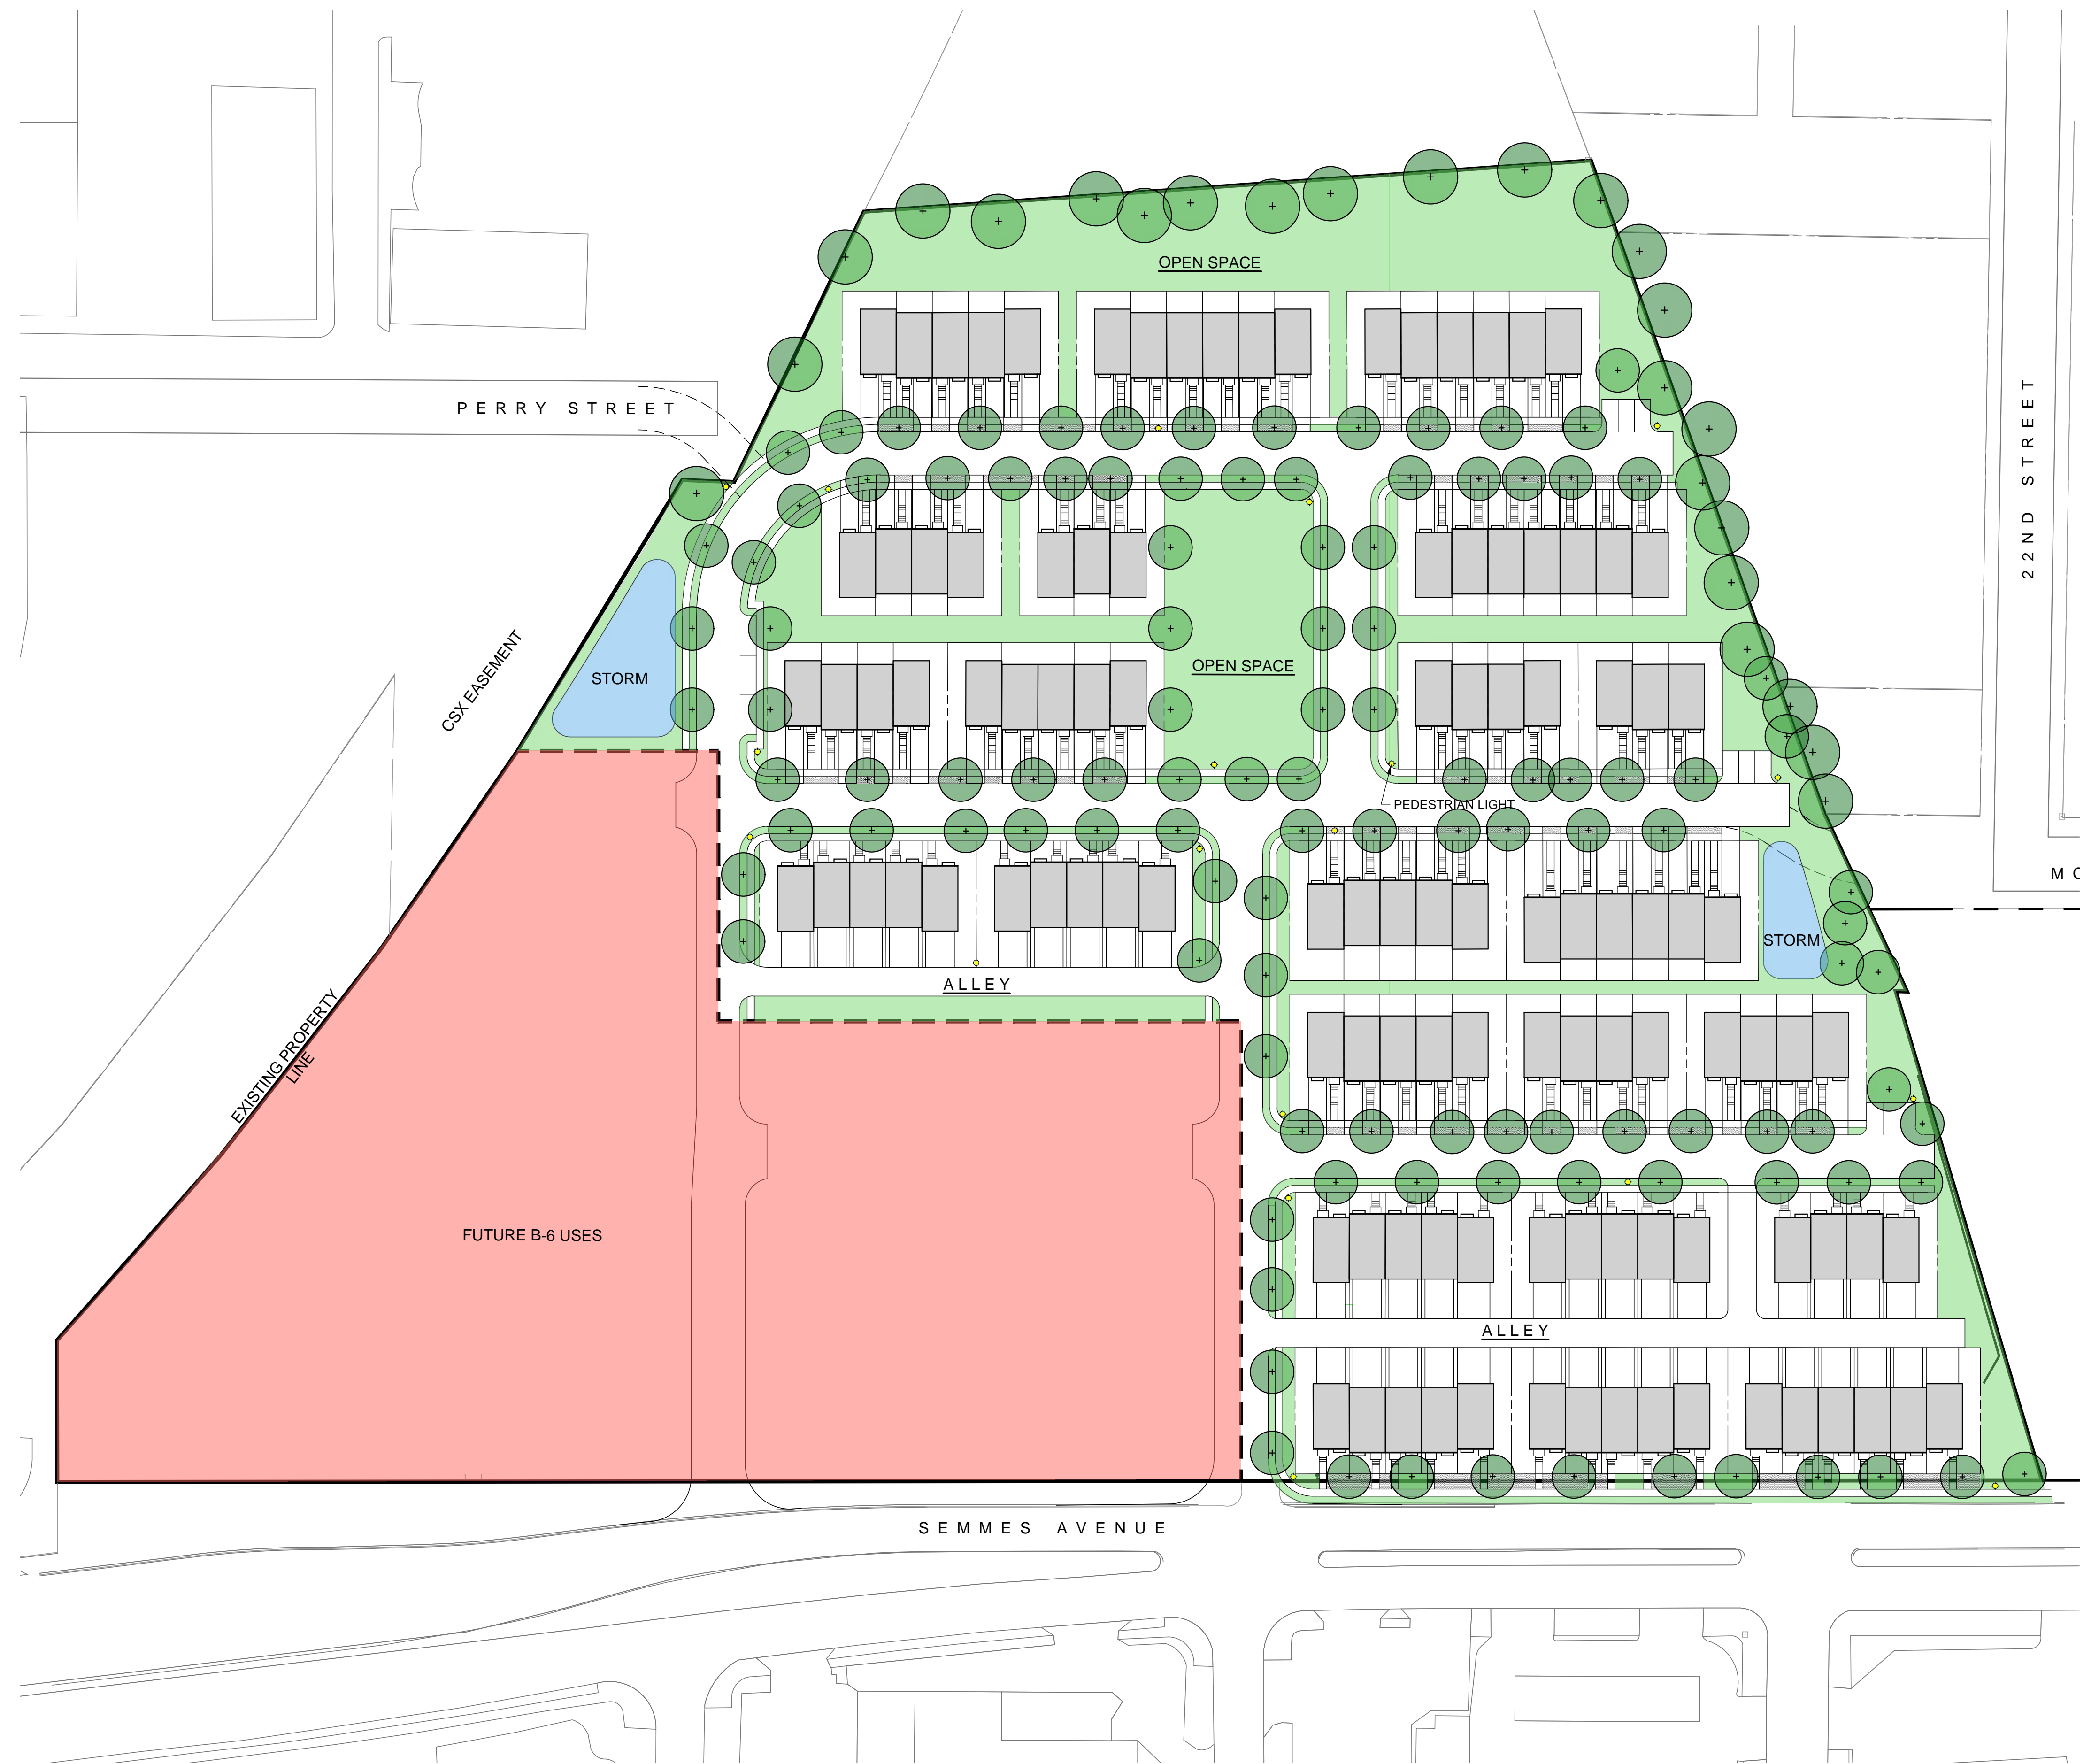 OPEN SPACE
PERRY STREET
22ND STREET
CSX EASEMENT
STORM
OPEN SPACE
PEDESTRIAN LIGHT
MC
STORM
ALLEY
EXISTING PROPERTY
LINE
FUTURE B-6 USES
ALLEY
SEMMES AVENUE